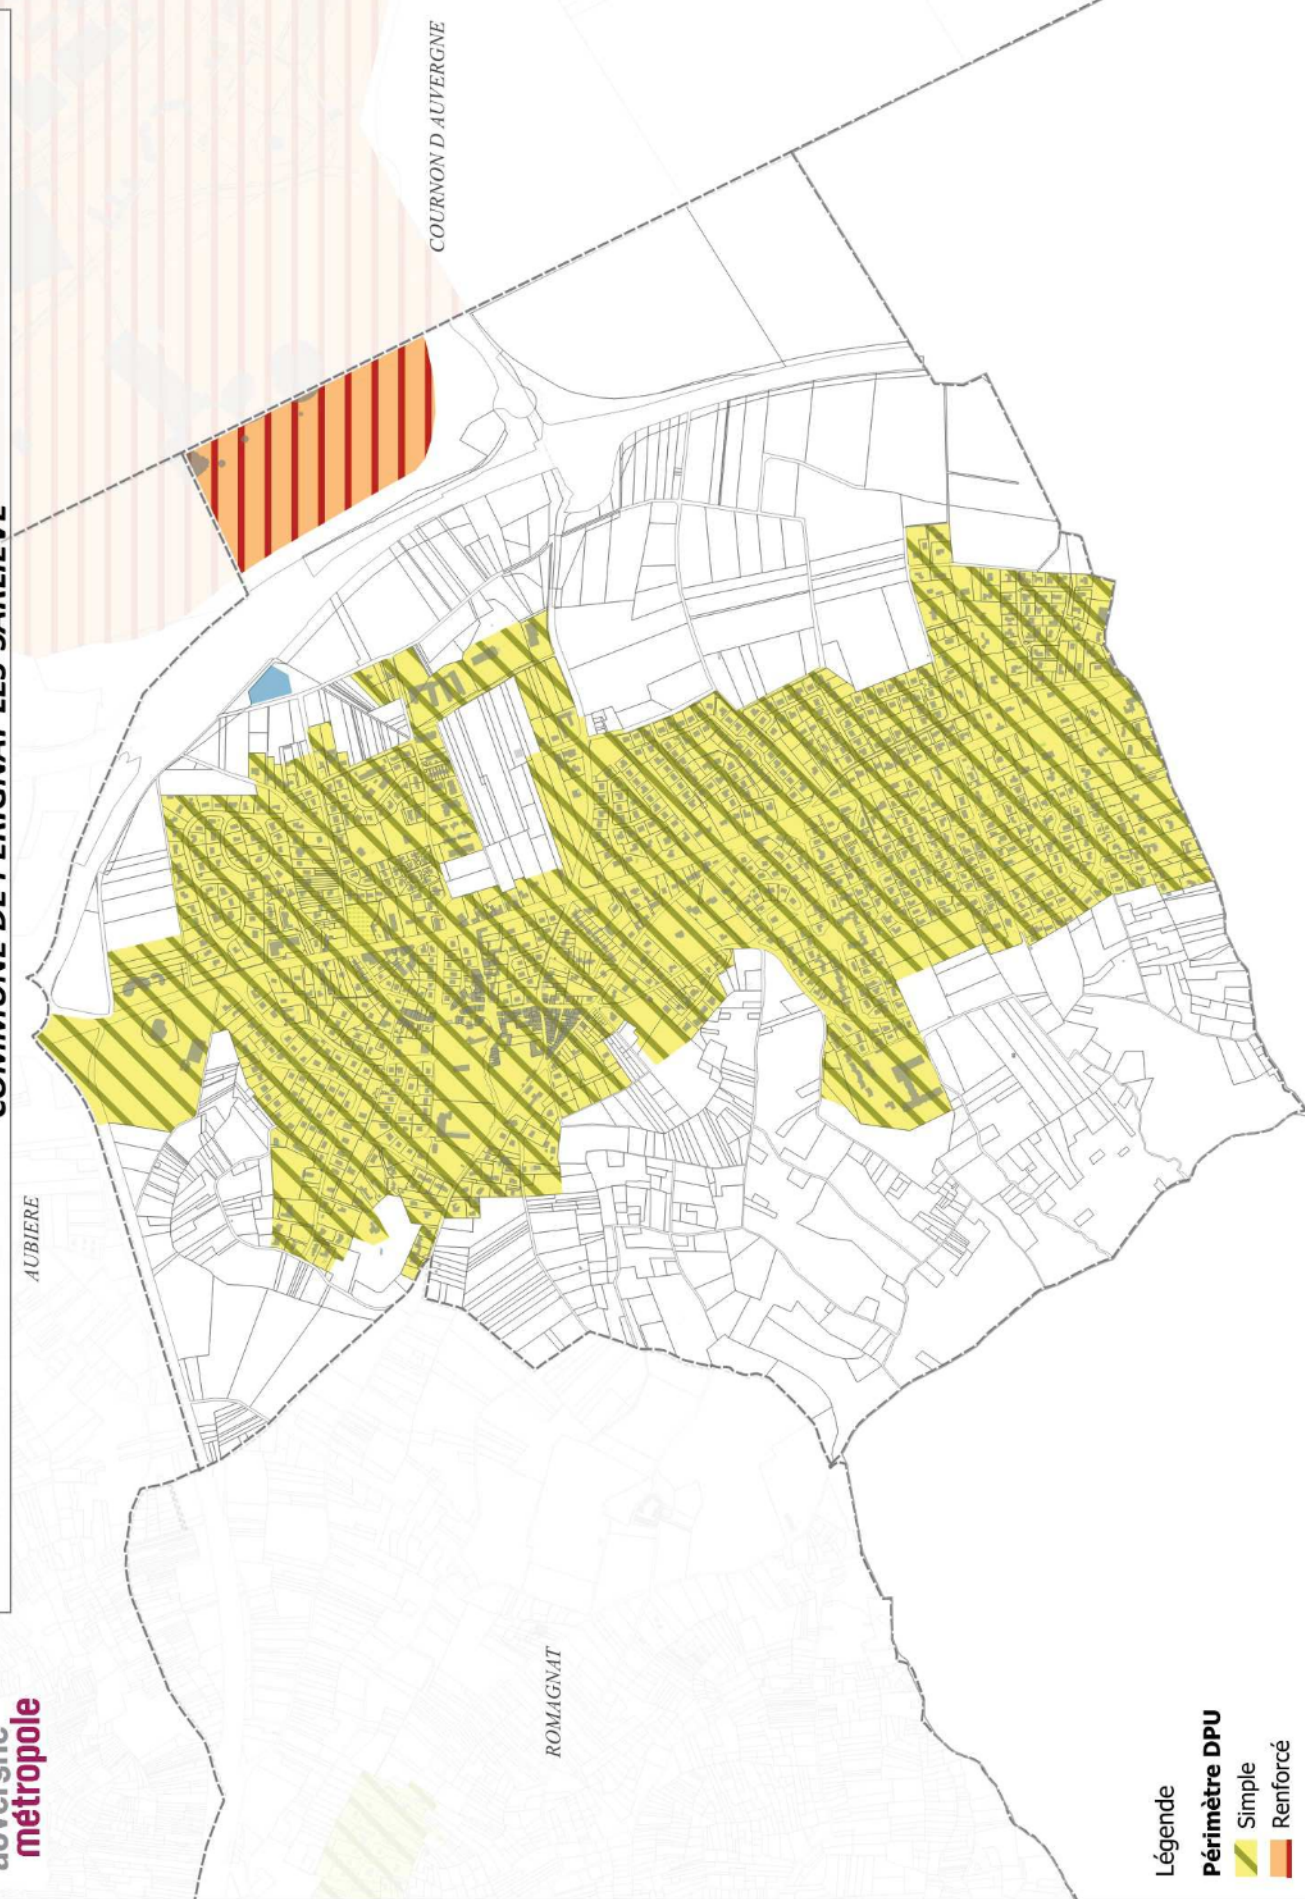 métropole
AUBIERE
COURNON D AUVERGNE
ROMAGNAT
Légende
Périmètre DPU
Simple
Renforcé